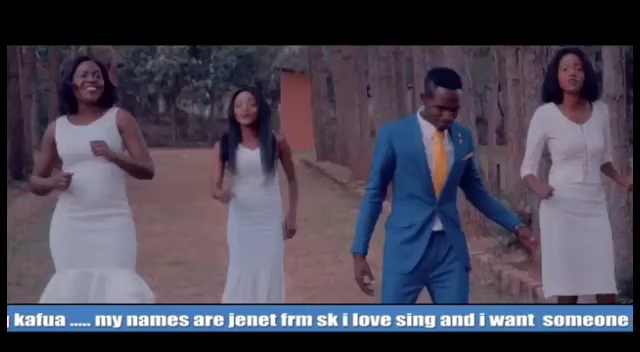 kafua ..... my names are jenet frm sk i love sing and i want someone